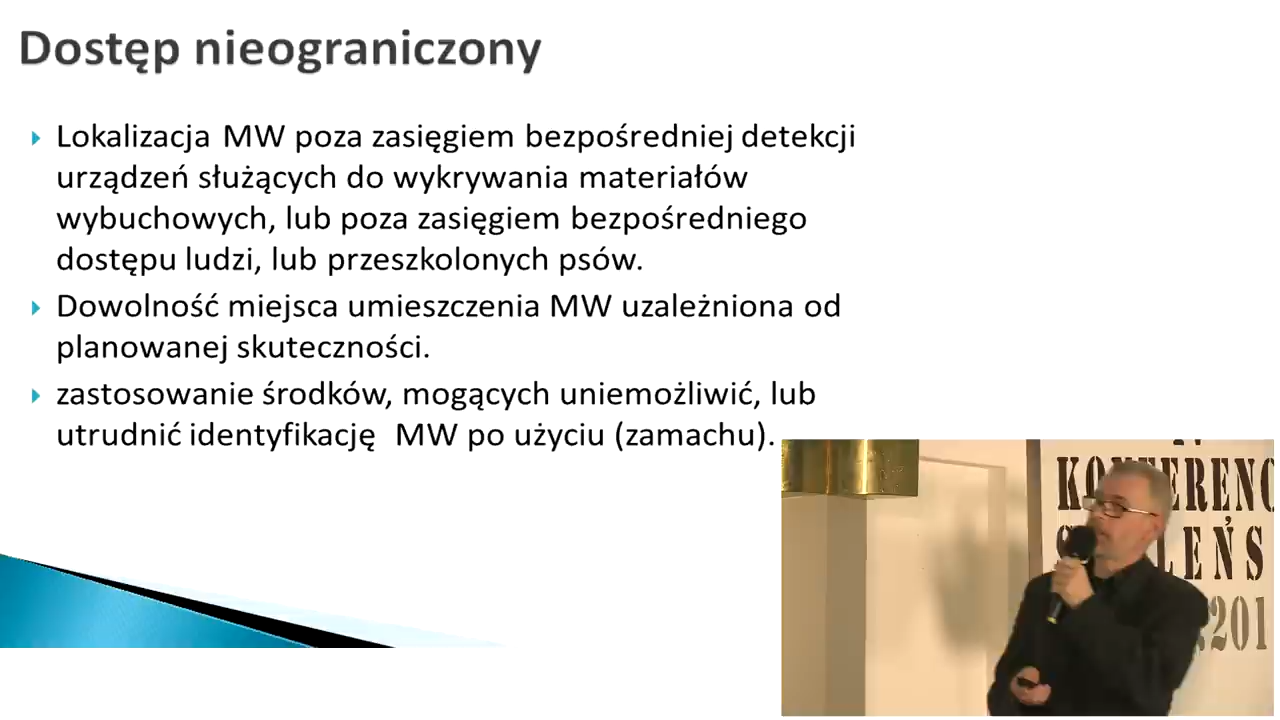 Dostęp nieograniczony
Lokalizacja MW poza zasięgiem bezpośredniej detekcji
urządzeń służących do wykrywania materiałów
wybuchowych, lub poza zasięgiem bezpośredniego
dostępu ludzi, lub przeszkolonych psów.
Dowolność miejsca umieszczenia MW uzależniona od
planowanej skuteczności.
zastosowanie środków, mogących uniemożliwić, lub
utrudnić identyfikację MW po użyciu (zamachu).
201